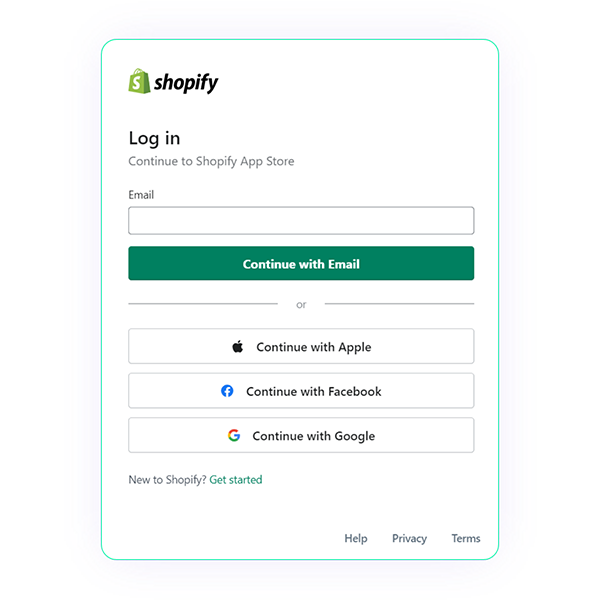 shopify
Log in
Continue to Shopify App Store
Email
Continue with Email
or
Continue with Apple
Continue with Facebook
Continue with Google
New to Shopify? Get started
Help Privacy Terms